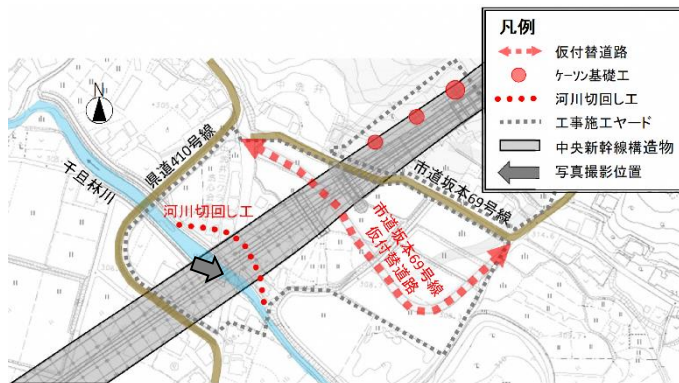 凡例
仮付替道路
ケーソン基礎工
河川切回し工
工事施工ヤード
中央新幹線構造物
写真撮影位置
N
県道410号線
千旦林川
河川切回し工
市道坂本69号線
市道坂本69号線
仮付替道路